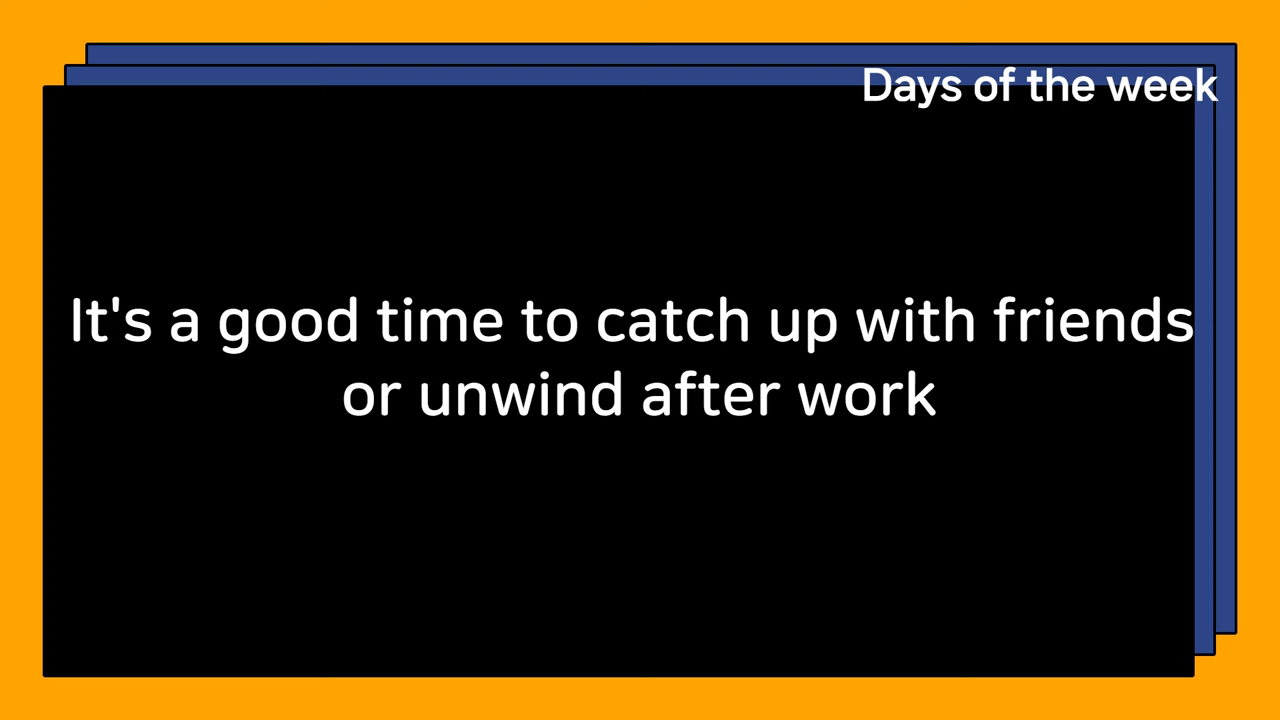 Days of the week
It's a good time to catch up with friends
or unwind after work